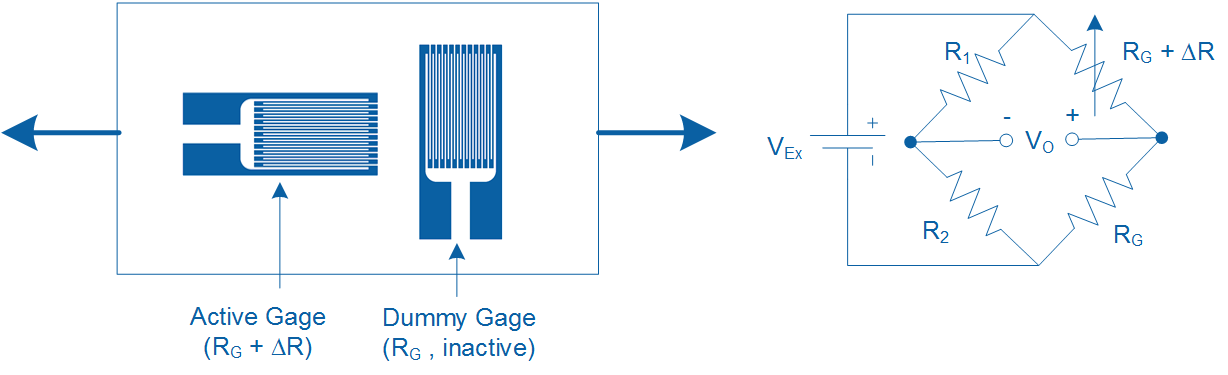 Active Gage
(RG + ΔR)
Dummy Gage
(RG , inactive)
VEx
+
–
R1
RG + ΔR
-
VO
+
R2
RG